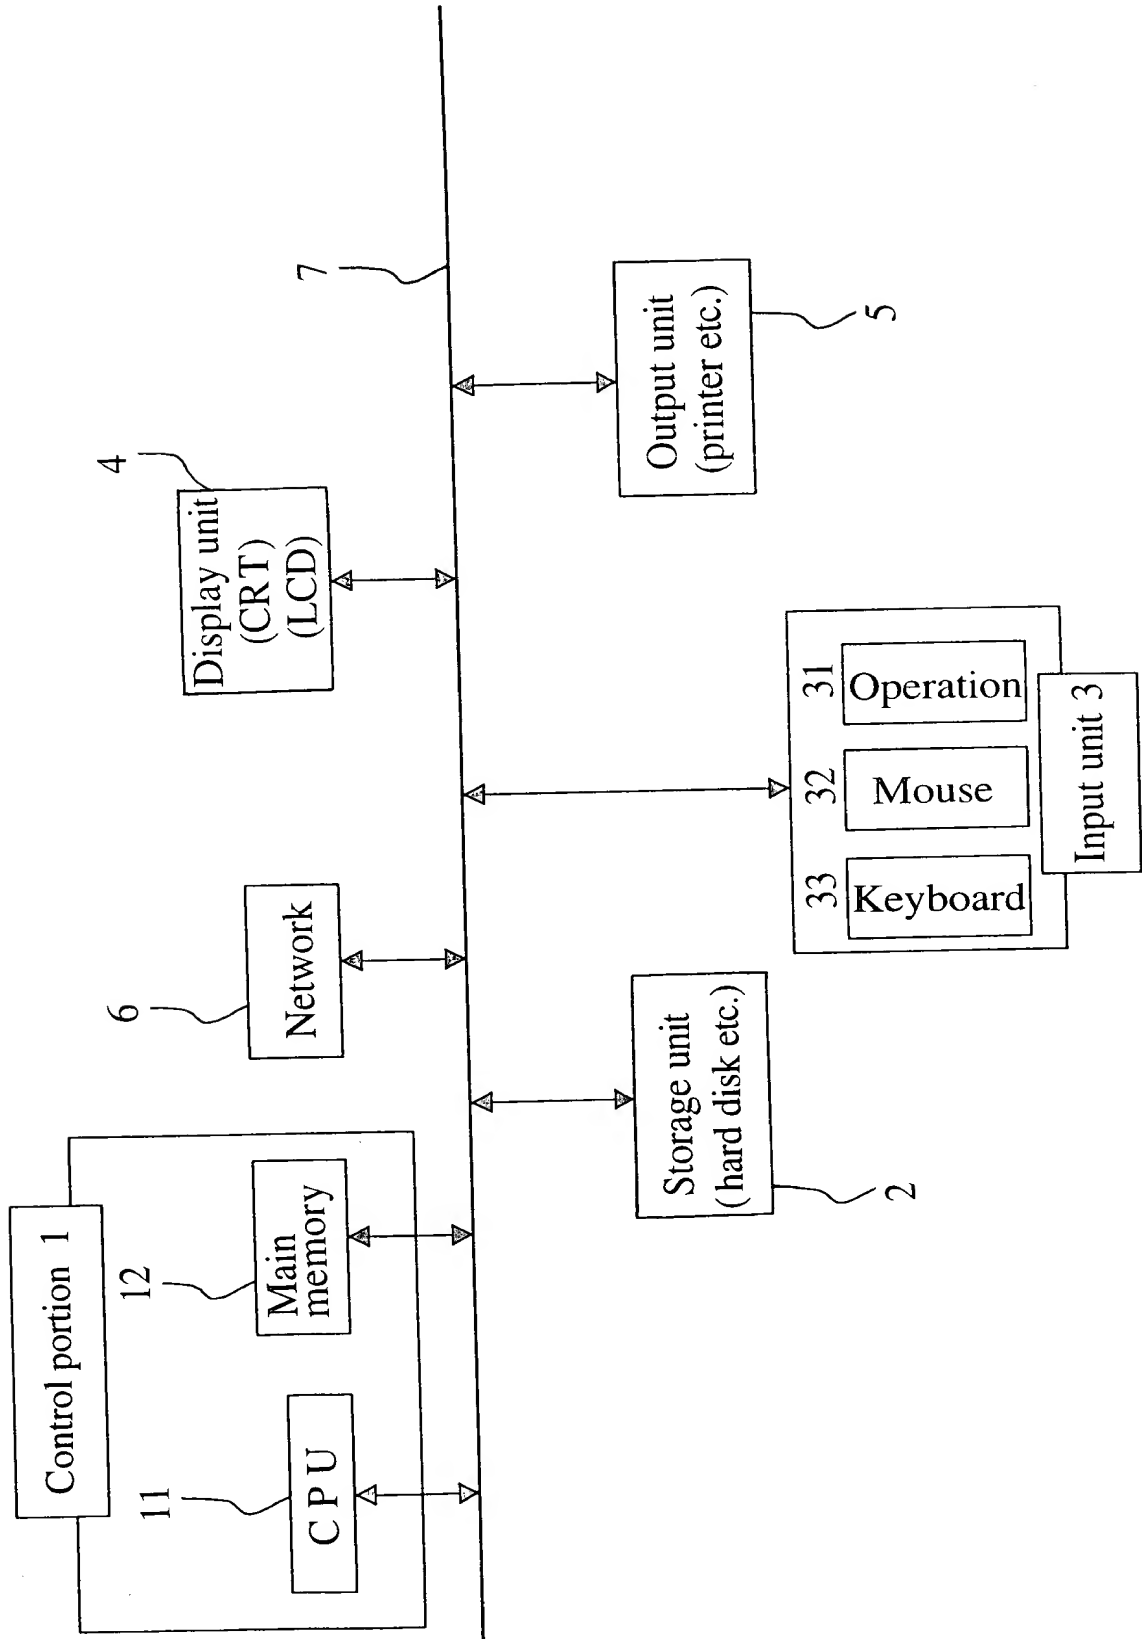 Control portion 1
11
C P U
12
Main
memory
6
Network
4
Display unit
(CRT)
(LCD)
7
Storage unit
(hard disk etc.)
2
33
Keyboard
32
Mouse
31
Operation
Input unit 3
Output unit
(printer etc.)
5